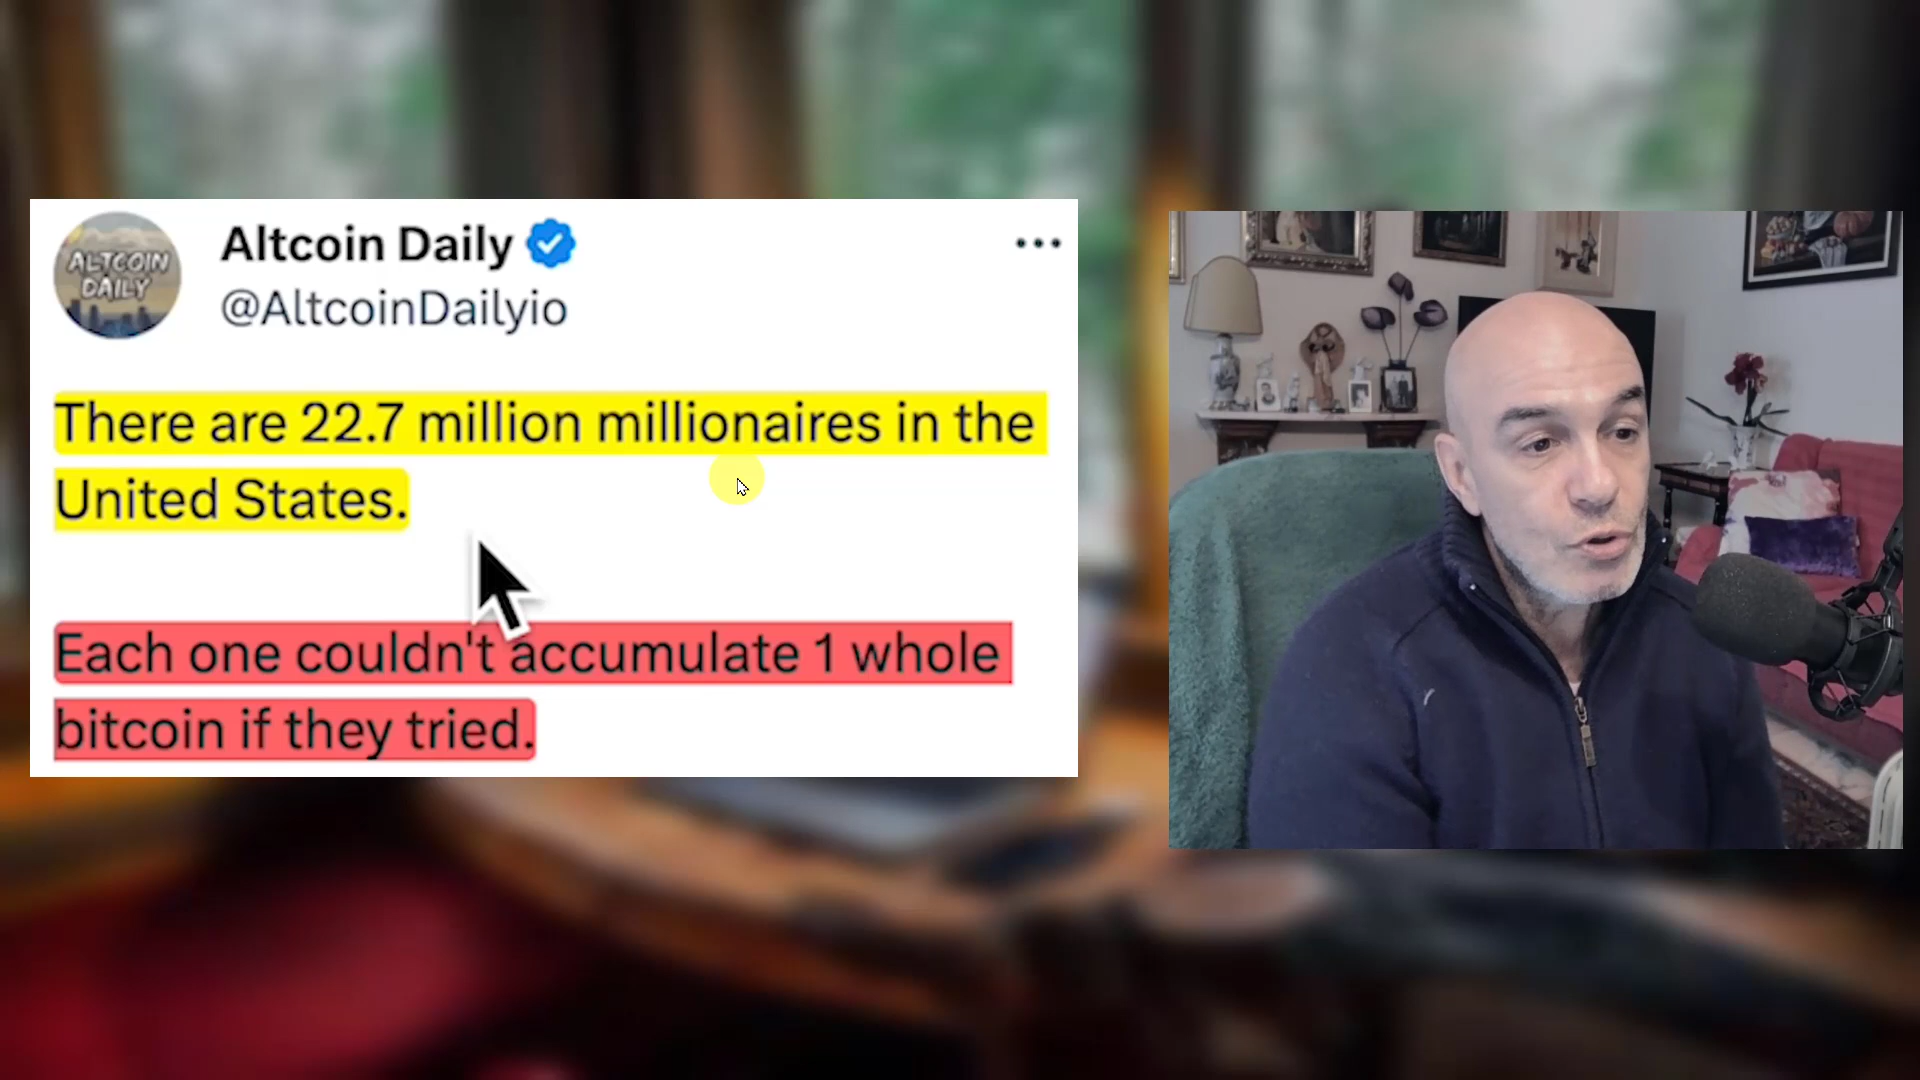 ALTCOIN
DAILY
Altcoin Daily
@AltcoinDailyio
There are 22.7 million millionaires in the
United States.
Each one couldn't accumulate 1 whole
bitcoin if they tried.